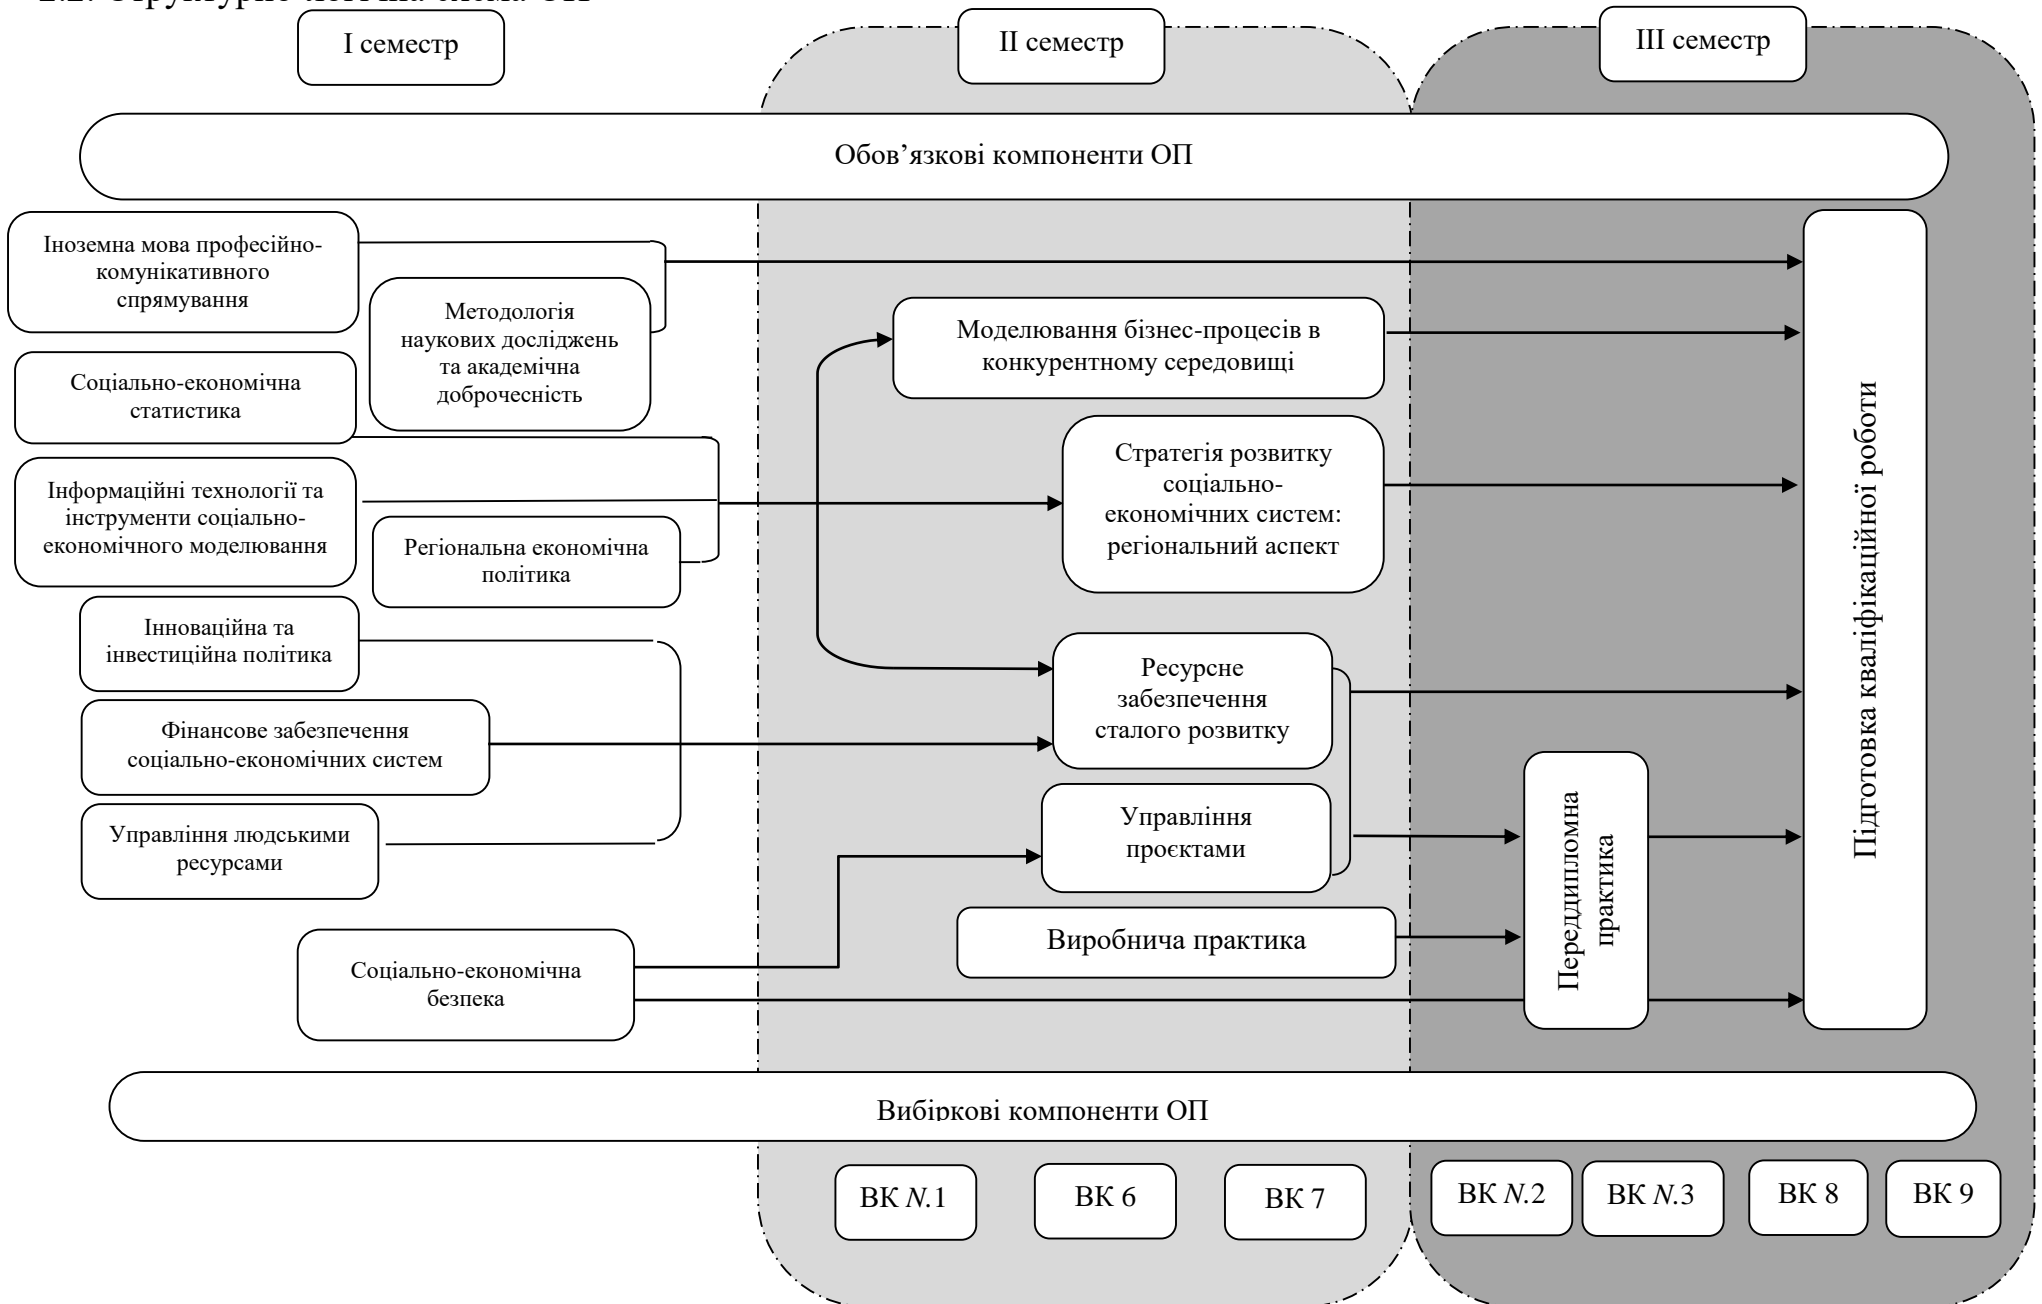 І семестр
ІІ семестр
ІІІ семестр
Обов’язкові компоненти ОП
Іноземна мова професійно-
комунікативного
спрямування
Методологія
наукових досліджень
та академічна
доброчесність
Соціально-економічна
статистика
Інформаційні технології та
інструменти соціально-
економічного моделювання
Регіональна економічна
політика
Інноваційна та
інвестиційна політика
Фінансове забезпечення
соціально-економічних систем
Управління людськими
ресурсами
Соціально-економічна
безпека
Моделювання бізнес-процесів в
конкурентному середовищі
Стратегія розвитку
соціально-
економічних систем:
регіональний аспект
Ресурсне
забезпечення
сталого розвитку
Управління
проєктами
Виробнича практика
Переддипломна
практика
Підготовка кваліфікаційної роботи
Вибіркові компоненти ОП
ВК N.1
ВК 6
ВК 7
ВК N.2
ВК N.3
ВК 8
ВК 9